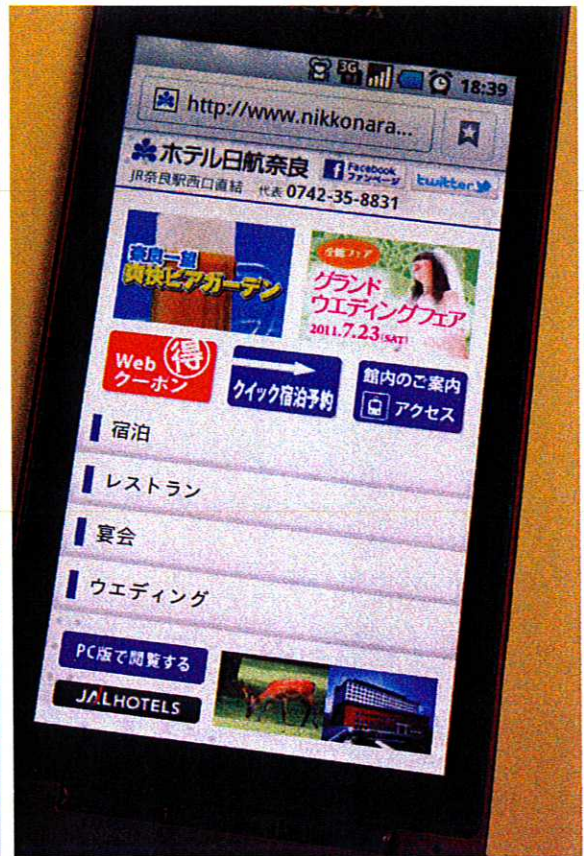 3G 18:39
http://www.nikkonara...
ホテル日航奈良 Facebook ファンページ twitter
JR奈良駅西口直結 代表 0742-35-8831
奈良一望
爽快ビアガーデン
全館フェア
グランド
ウエディングフェア
2011.7.23(SAT)
Web 得
クーポン
クイック宿泊予約
館内のご案内
アクセス
宿泊
レストラン
宴会
ウエディング
PC版で閲覧する
JALHOTELS